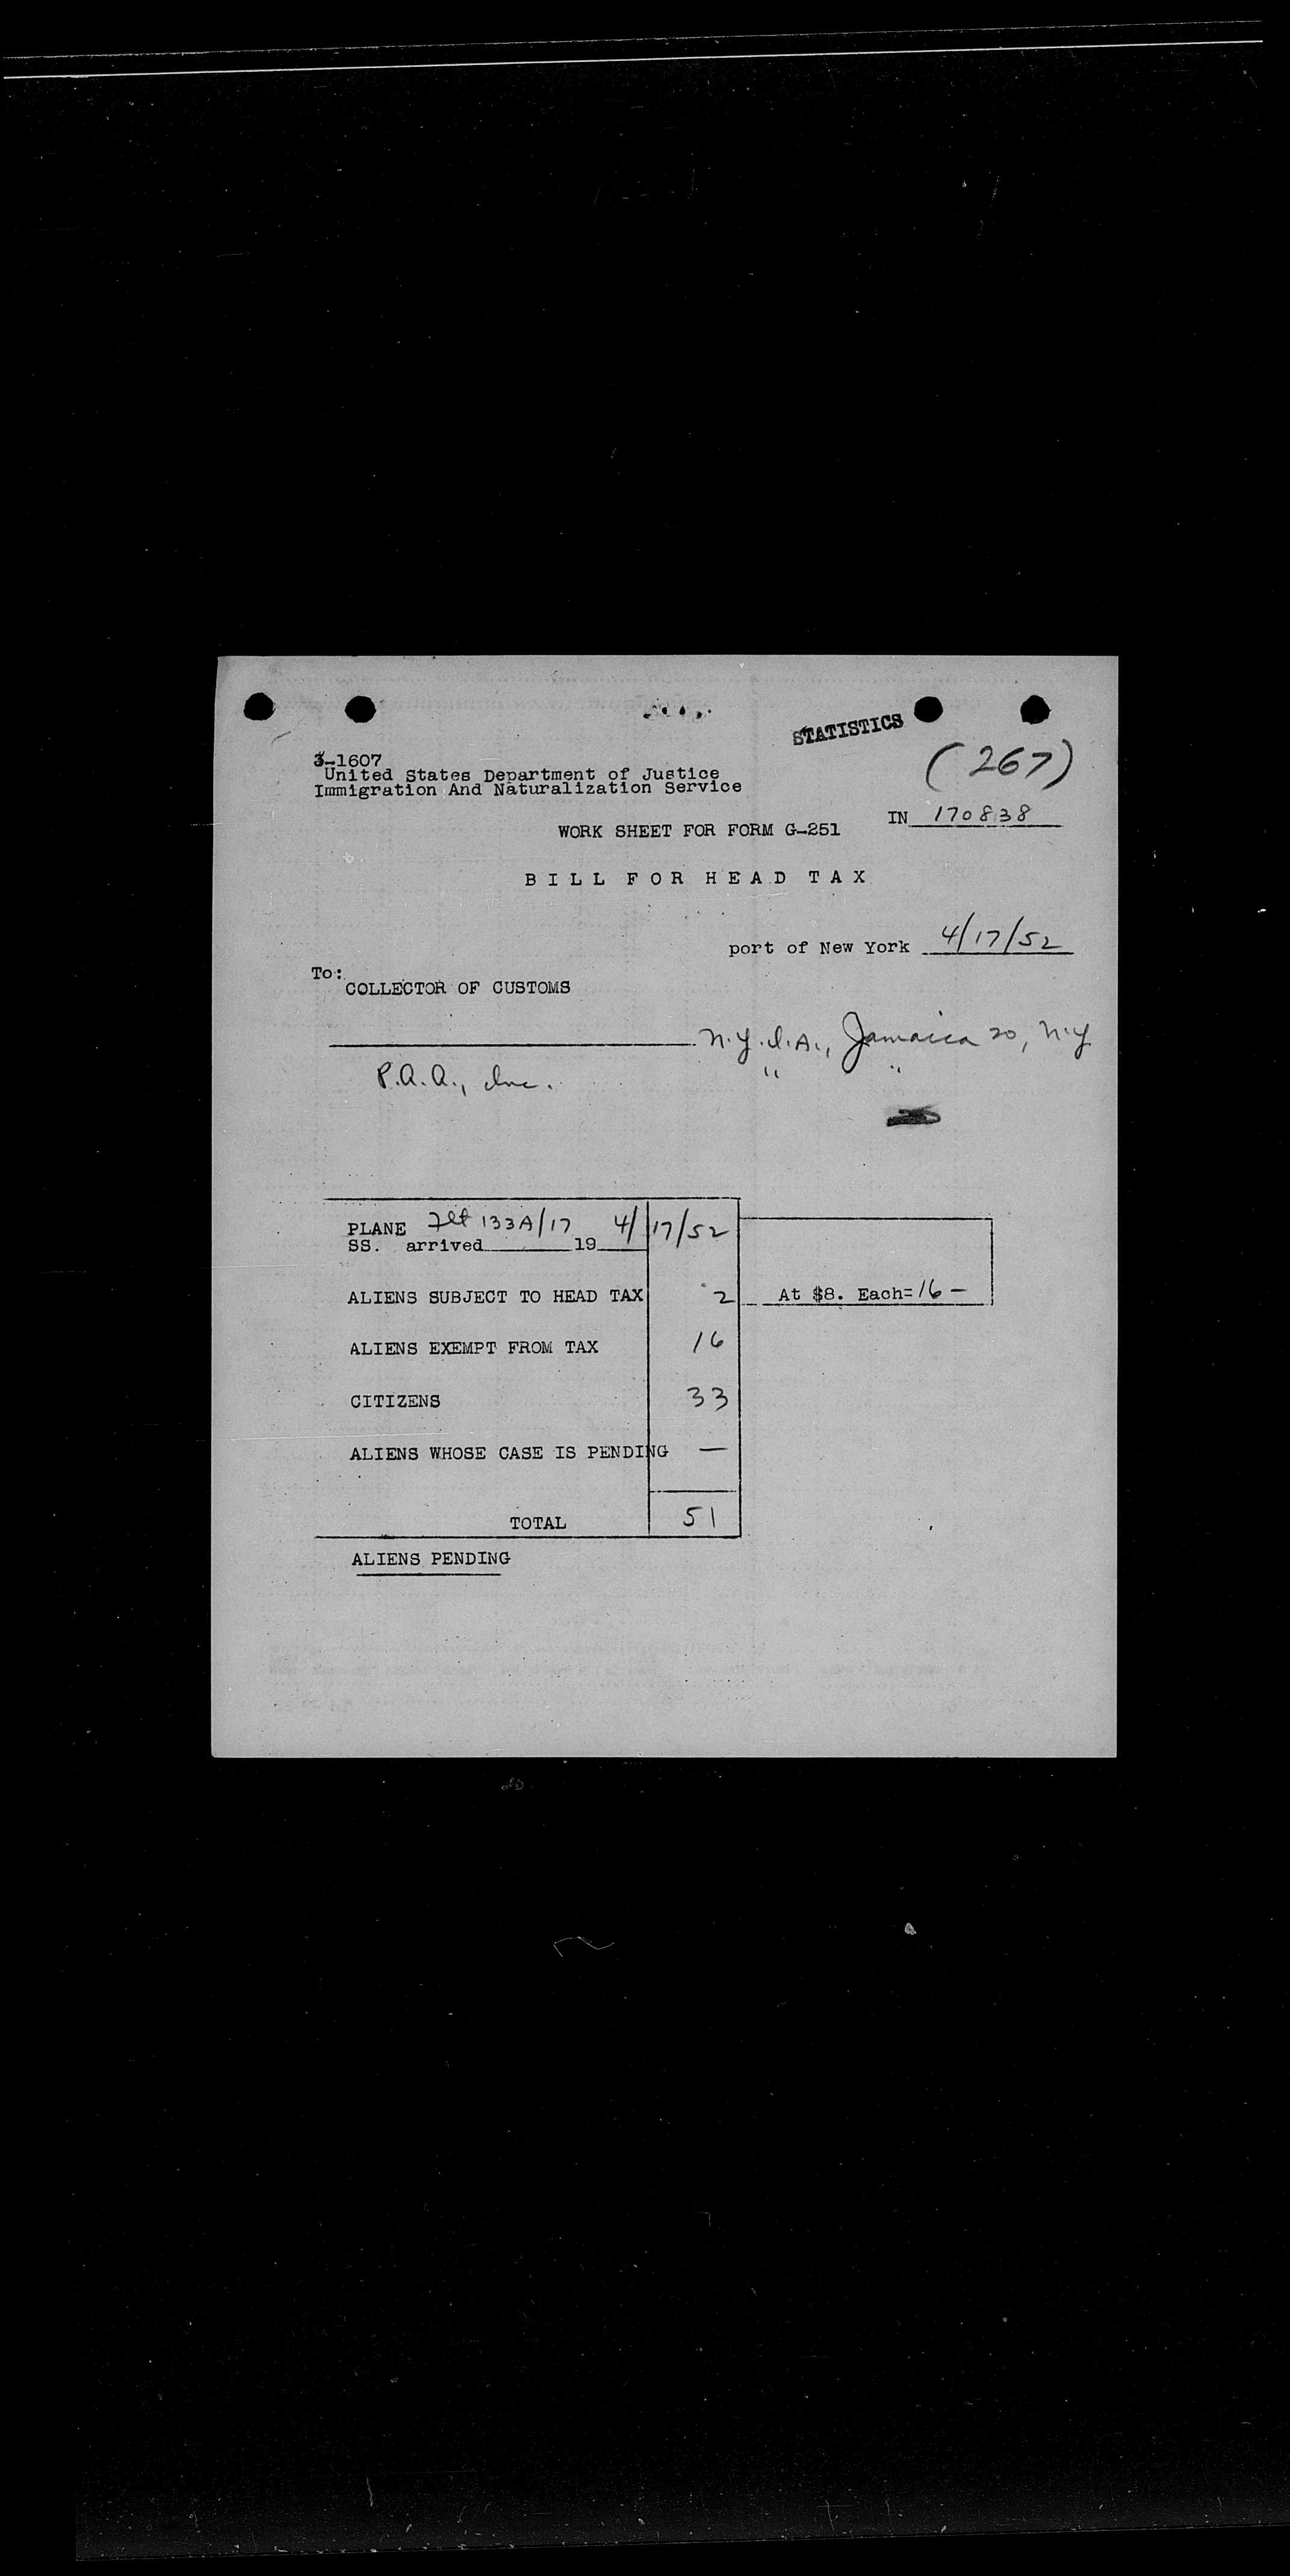 STATISTICS
(267)
3-1607
United States Department of Justice
Immigration And Naturalization Service
IN 170838
WORK SHEET FOR FORM G-251
BILL FOR HEAD TAX
port of New York 4/17/52
To:
COLLECTOR OF CUSTOMS
N.Y.I.A., Jamaica 20, N.Y
P.A.A., Inc. " "
PLANE Flt 133A/17 4/17/52
SS. arrived 19
ALIENS SUBJECT TO HEAD TAX 2 At $8. Each= 16 —
ALIENS EXEMPT FROM TAX 16
CITIZENS 33
ALIENS WHOSE CASE IS PENDING —
TOTAL 51
ALIENS PENDING